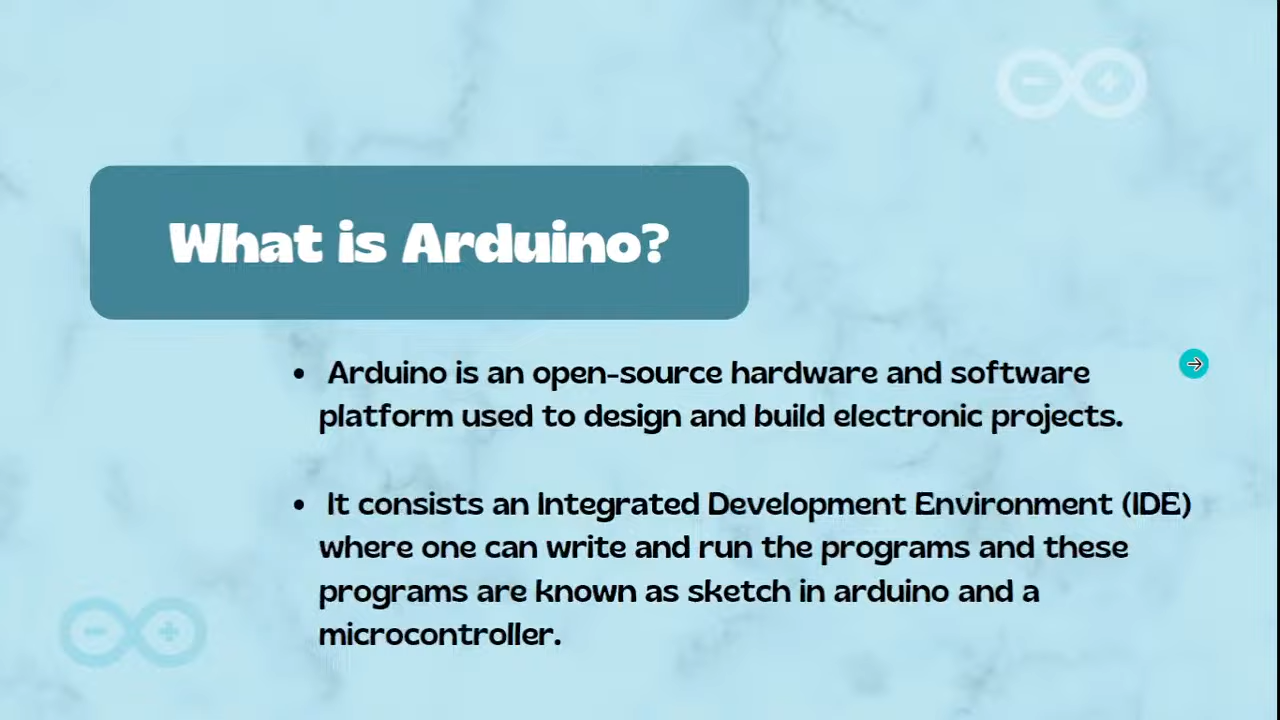 What is Arduino?
• Arduino is an open-source hardware and software
platform used to design and build electronic projects.
• It consists an Integrated Development Environment (IDE)
where one can write and run the programs and these
programs are known as sketch in arduino and a
microcontroller.